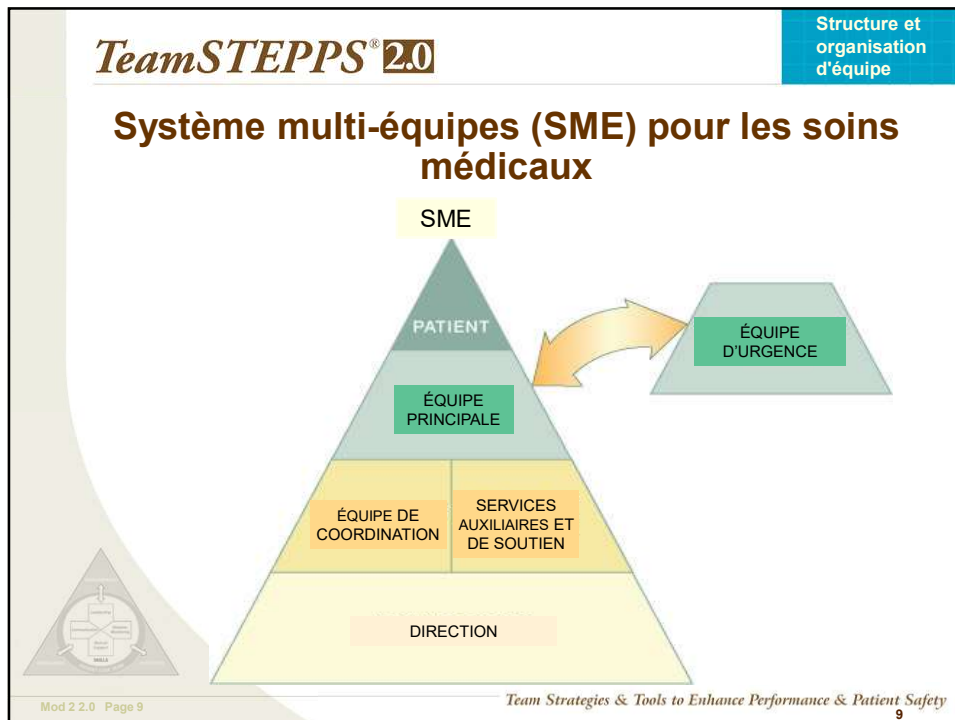 TeamSTEPPS® 2.0
Structure et
organisation
d'équipe
Système multi-équipes (SME) pour les soins
médicaux
SME
PATIENT
ÉQUIPE
D'URGENCE
ÉQUIPE
PRINCIPALE
ÉQUIPE DE
COORDINATION
SERVICES
AUXILIAIRES ET
DE SOUTIEN
DIRECTION
SKILLS
Mod 2 2.0 Page 9
Team Strategies & Tools to Enhance Performance & Patient Safety
9